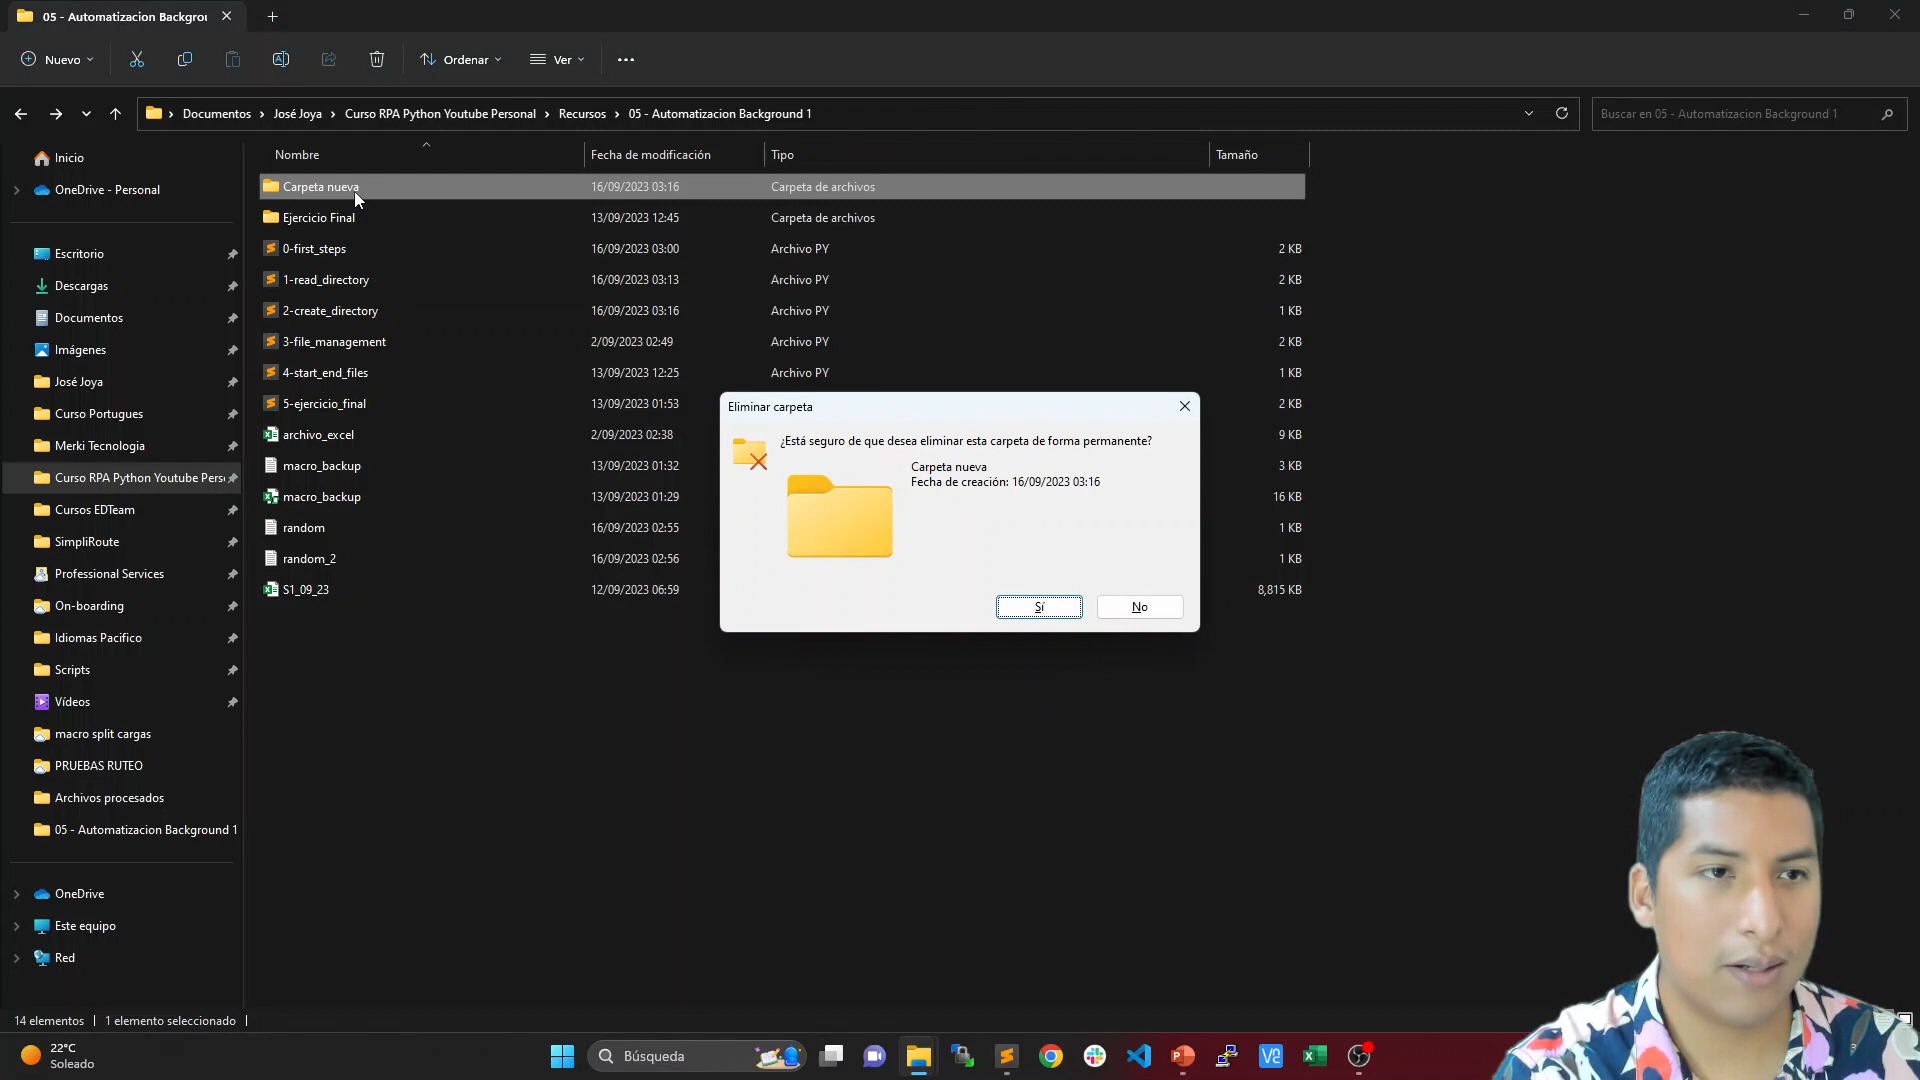 05 - Automatizacion Backgrou
Nuevo
Ordenar
Ver
Documentos
José Joya
Curso RPA Python Youtube Personal
Recursos
05 - Automatizacion Background 1
Buscar en 05 - Automatizacion Background 1
Nombre
Fecha de modificación
Tipo
Tamaño
Inicio
OneDrive - Personal
Escritorio
Descargas
Documentos
Imágenes
José Joya
Curso Portugues
Merki Tecnologia
Curso RPA Python Youtube Perso
Cursos EDTeam
SimpliRoute
Professional Services
On-boarding
Idiomas Pacifico
Scripts
Vídeos
macro split cargas
PRUEBAS RUTEO
Archivos procesados
05 - Automatizacion Background 1
OneDrive
Este equipo
Red
Carpeta nueva 16/09/2023 03:16 Carpeta de archivos
Ejercicio Final 13/09/2023 12:45 Carpeta de archivos
0-first_steps 16/09/2023 03:00 Archivo PY 2 KB
1-read_directory 16/09/2023 03:13 Archivo PY 2 KB
2-create_directory 16/09/2023 03:16 Archivo PY 1 KB
3-file_management 2/09/2023 02:49 Archivo PY 2 KB
4-start_end_files 13/09/2023 12:25 Archivo PY 1 KB
5-ejercicio_final 13/09/2023 01:53 2 KB
archivo_excel 2/09/2023 02:38 9 KB
macro_backup 13/09/2023 01:32 3 KB
macro_backup 13/09/2023 01:29 16 KB
random 16/09/2023 02:55 1 KB
random_2 16/09/2023 02:56 1 KB
S1_09_23 12/09/2023 06:59 8,815 KB
Eliminar carpeta
¿Está seguro de que desea eliminar esta carpeta de forma permanente?
Carpeta nueva
Fecha de creación: 16/09/2023 03:16
Sí
No
14 elementos
1 elemento seleccionado
22°C
Soleado
Búsqueda